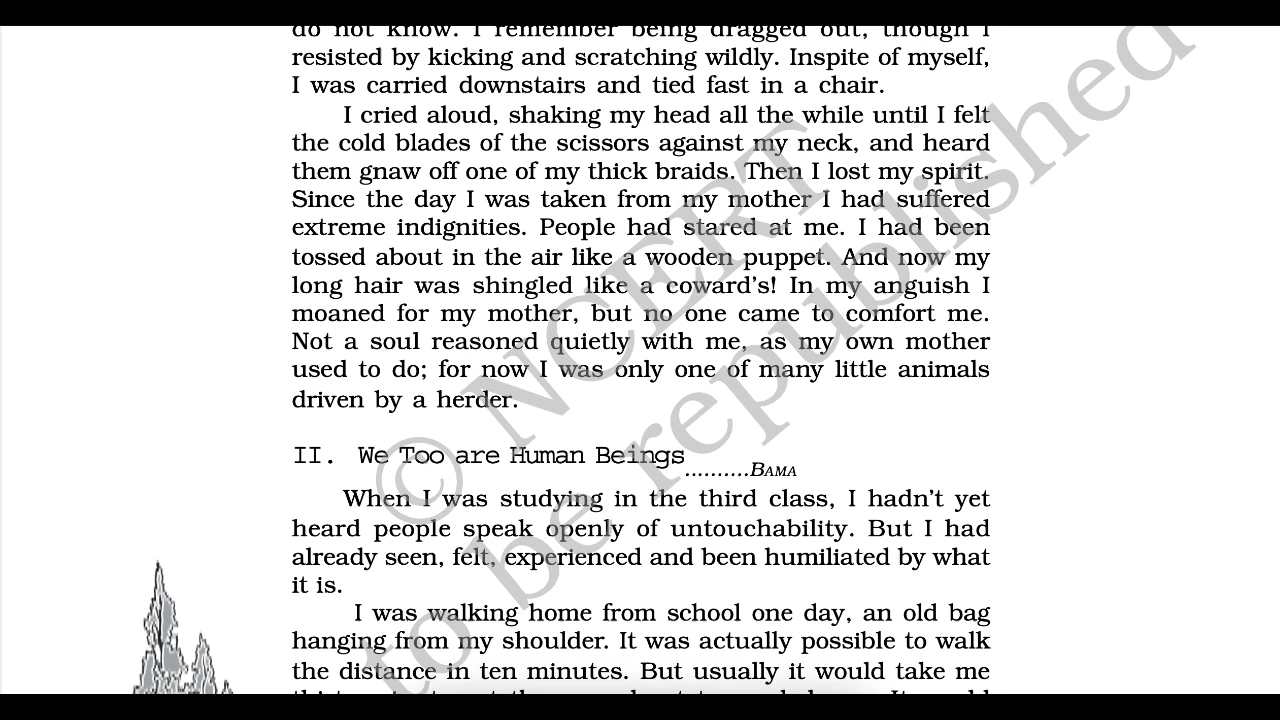 do not know. I remember being dragged out, though I
resisted by kicking and scratching wildly. Inspite of myself,
I was carried downstairs and tied fast in a chair.
I cried aloud, shaking my head all the while until I felt
the cold blades of the scissors against my neck, and heard
them gnaw off one of my thick braids. Then I lost my spirit.
Since the day I was taken from my mother I had suffered
extreme indignities. People had stared at me. I had been
tossed about in the air like a wooden puppet. And now my
long hair was shingled like a coward's! In my anguish I
moaned for my mother, but no one came to comfort me.
Not a soul reasoned quietly with me, as my own mother
used to do; for now I was only one of many little animals
driven by a herder.
II. We Too are Human Beings
..........BAMA
When I was studying in the third class, I hadn't yet
heard people speak openly of untouchability. But I had
already seen, felt, experienced and been humiliated by what
it is.
I was walking home from school one day, an old bag
hanging from my shoulder. It was actually possible to walk
the distance in ten minutes. But usually it would take me
© NCERT
to be republished